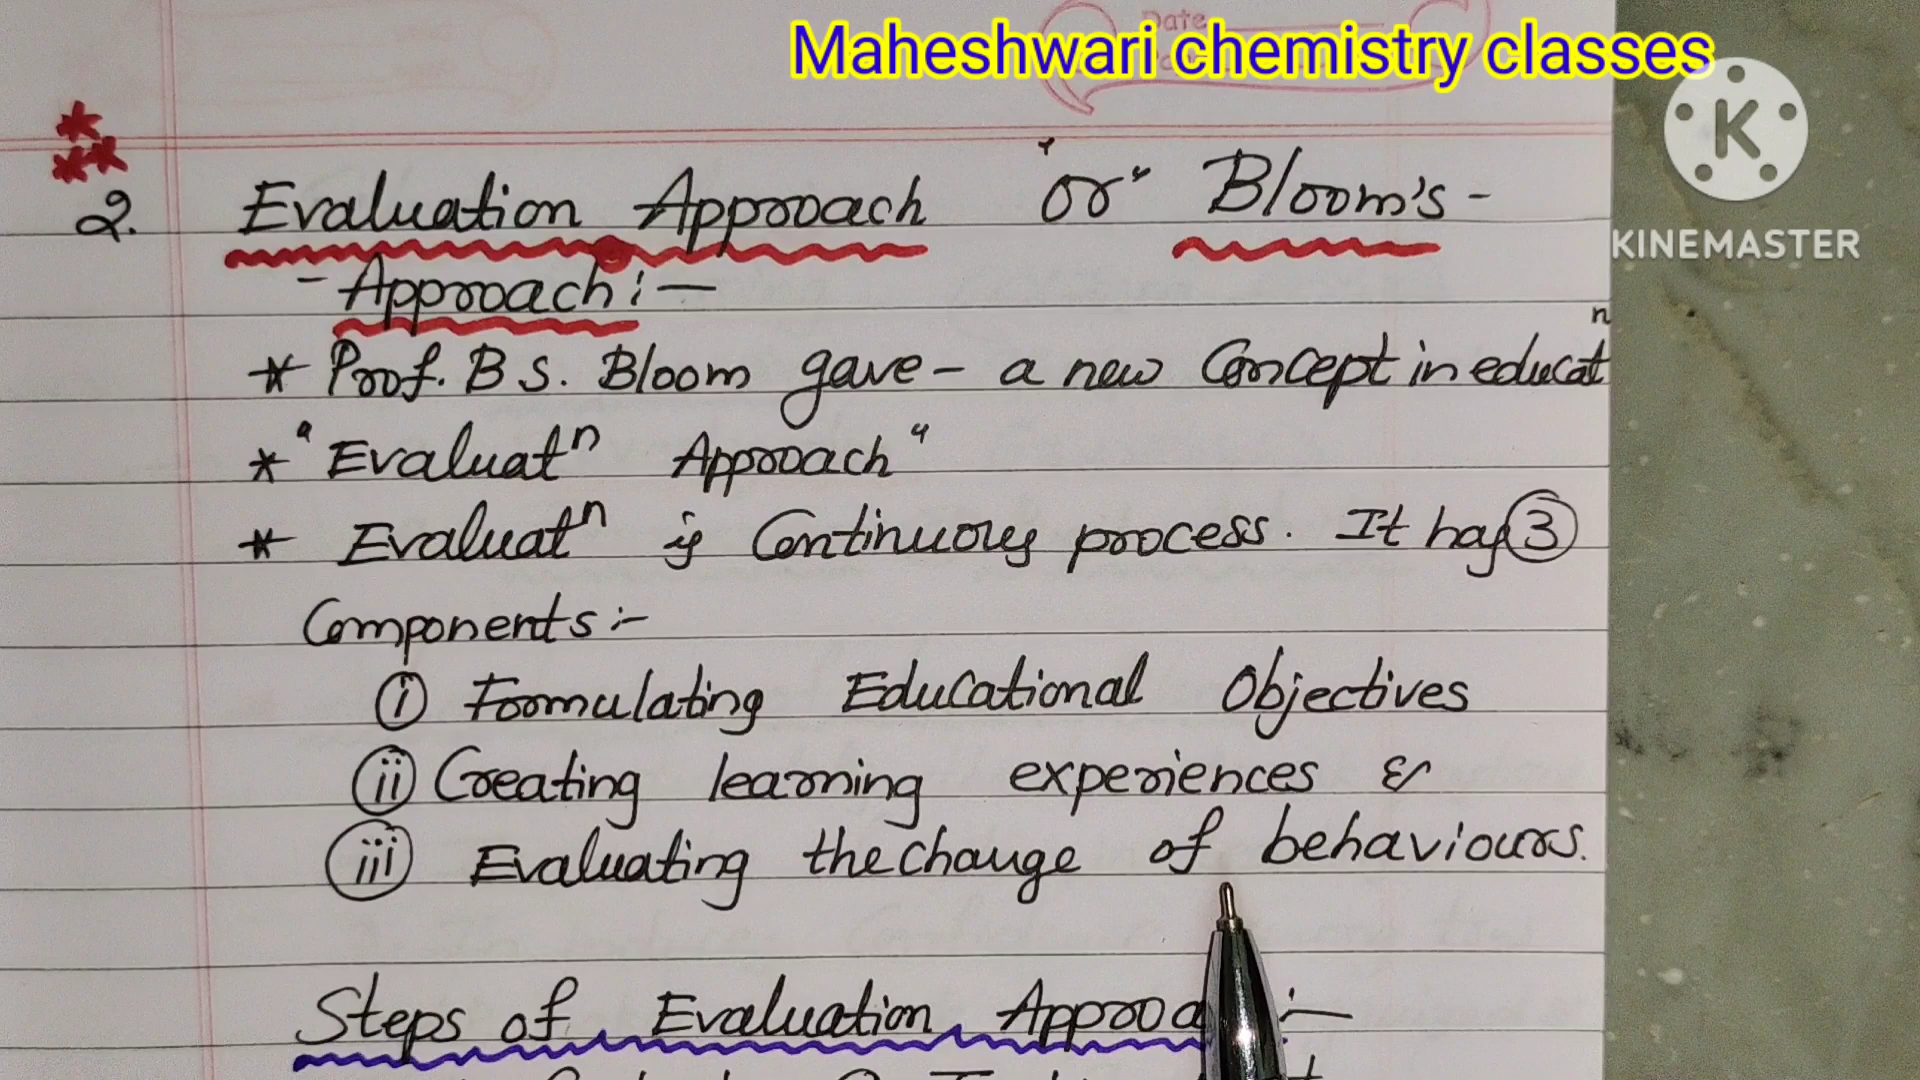 Date
Maheshwari chemistry classes
K
KINEMASTER
2. Evaluation Approach "or" Bloom's -
- Approach :-
* Prof. B S. Bloom gave - a new Concept in educatn
* "Evaluatn Approach"
* Evaluatn is Continuous process. It has 3
Components :-
(i) Formulating Educational Objectives
(ii) Creating learning experiences &
(iii) Evaluating the change of behaviours.
Steps of Evaluation Approa :-